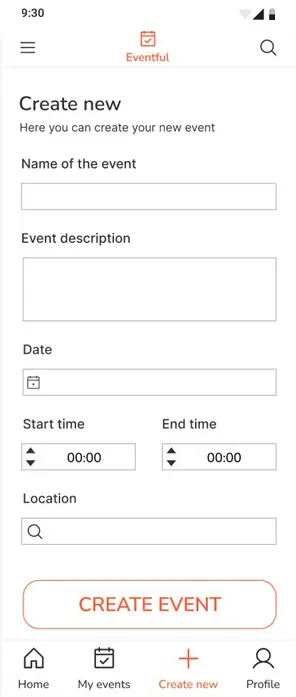 9:30
Eventful
Create new
Here you can create your new event
Name of the event
Event description
Date
Start time End time
00:00 00:00
Location
CREATE EVENT
Home My events Create new Profile